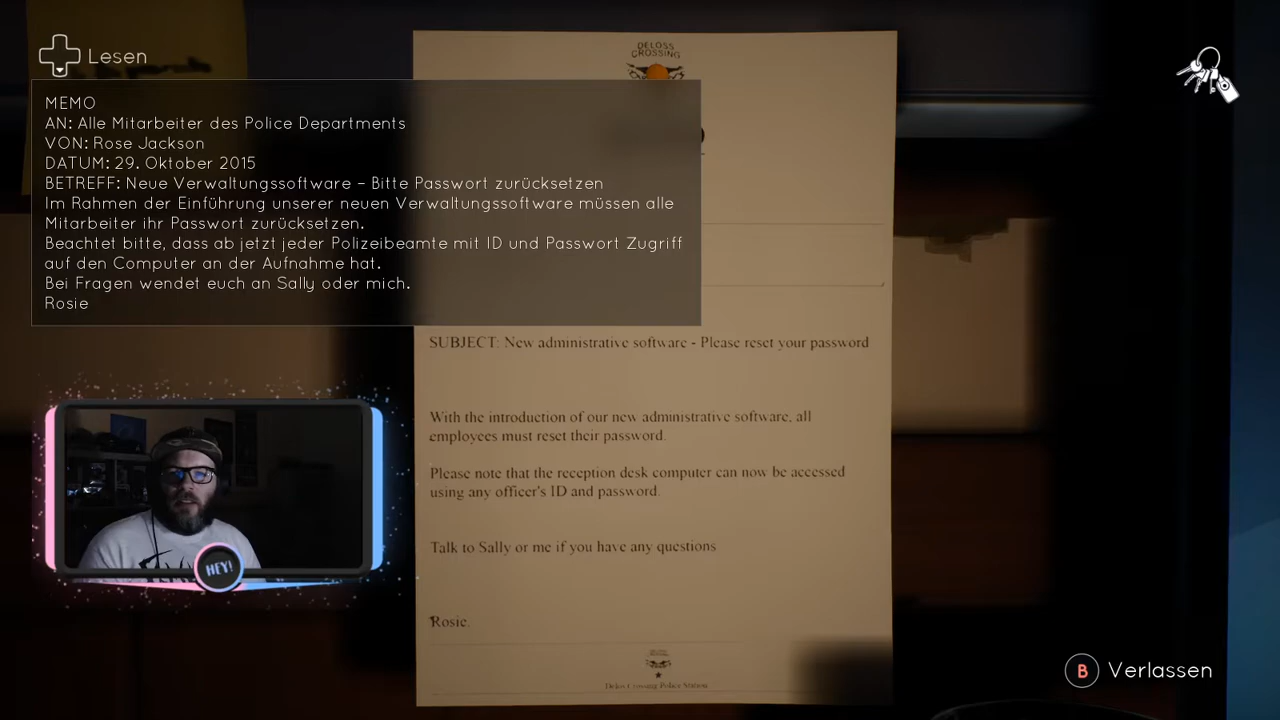 Lesen
MEMO
AN: Alle Mitarbeiter des Police Departments
VON: Rose Jackson
DATUM: 29. Oktober 2015
BETREFF: Neue Verwaltungssoftware – Bitte Passwort zurücksetzen
Im Rahmen der Einführung unserer neuen Verwaltungssoftware müssen alle
Mitarbeiter ihr Passwort zurücksetzen.
Beachtet bitte, dass ab jetzt jeder Polizeibeamte mit ID und Passwort Zugriff
auf den Computer an der Aufnahme hat.
Bei Fragen wendet euch an Sally oder mich.
Rosie
DELOSS
CROSSING
SUBJECT: New administrative software - Please reset your password
With the introduction of our new administrative software, all
employees must reset their password.
Please note that the reception desk computer can now be accessed
using any officer's ID and password.
Talk to Sally or me if you have any questions
Rosie.
Delos Crossing Police Station
HEY!
B Verlassen